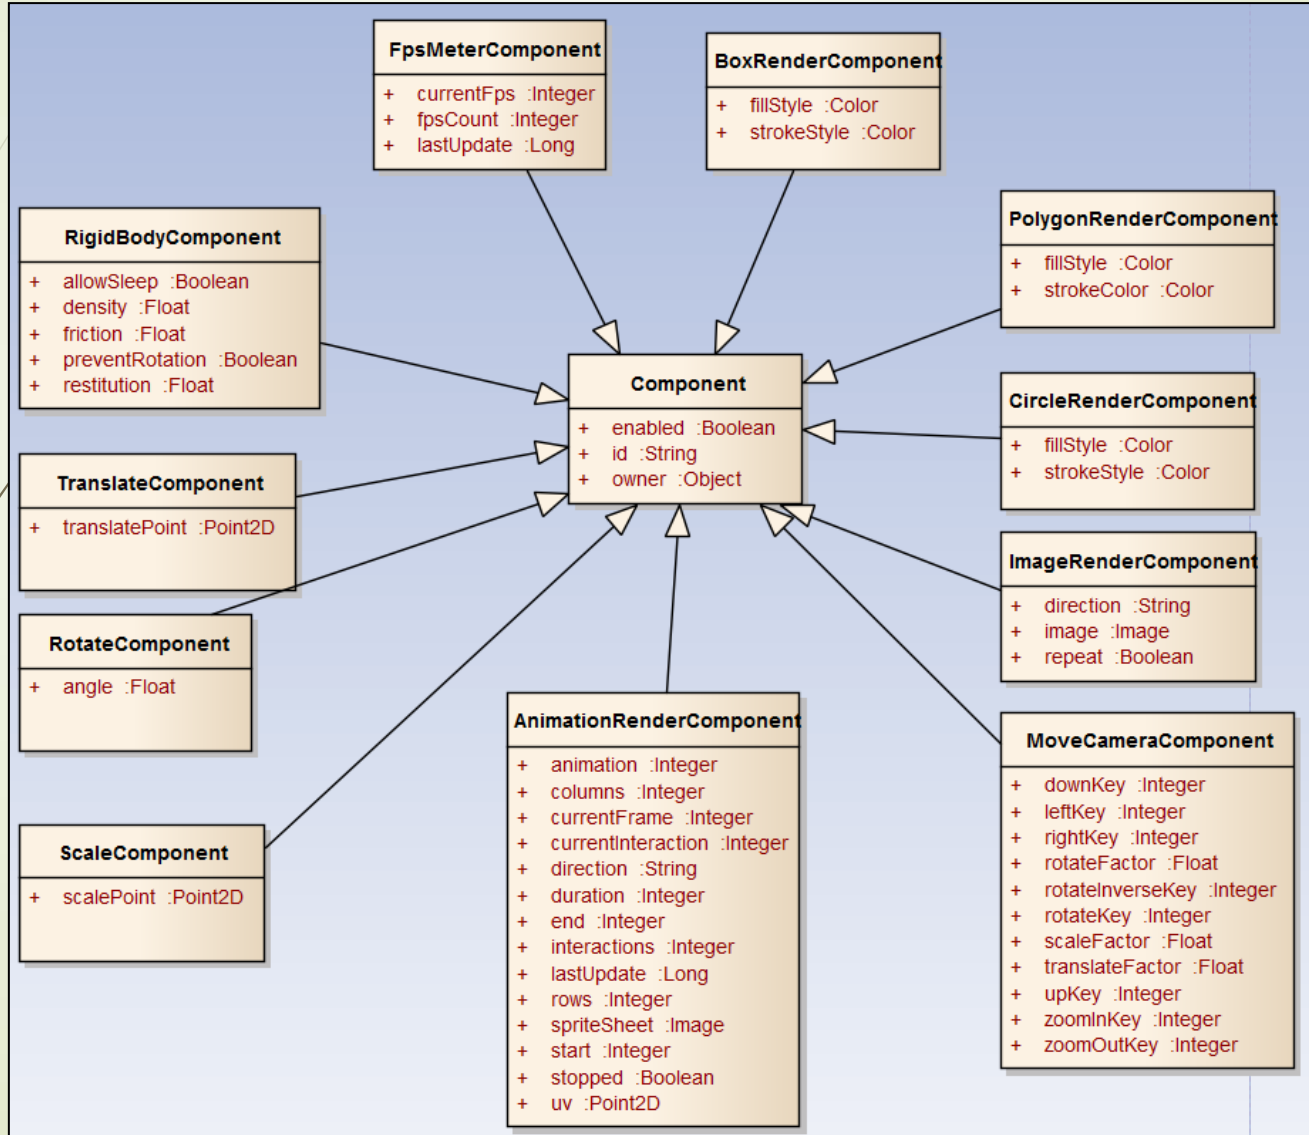 FpsMeterComponent
+ currentFps :Integer
+ fpsCount :Integer
+ lastUpdate :Long
BoxRenderComponent
+ fillStyle :Color
+ strokeStyle :Color
RigidBodyComponent
+ allowSleep :Boolean
+ density :Float
+ friction :Float
+ preventRotation :Boolean
+ restitution :Float
PolygonRenderComponent
+ fillStyle :Color
+ strokeColor :Color
Component
+ enabled :Boolean
+ id :String
+ owner :Object
CircleRenderComponent
+ fillStyle :Color
+ strokeStyle :Color
TranslateComponent
+ translatePoint :Point2D
ImageRenderComponent
+ direction :String
+ image :Image
+ repeat :Boolean
RotateComponent
+ angle :Float
AnimationRenderComponent
+ animation :Integer
+ columns :Integer
+ currentFrame :Integer
+ currentInteraction :Integer
+ direction :String
+ duration :Integer
+ end :Integer
+ interactions :Integer
+ lastUpdate :Long
+ rows :Integer
+ spriteSheet :Image
+ start :Integer
+ stopped :Boolean
+ uv :Point2D
MoveCameraComponent
+ downKey :Integer
+ leftKey :Integer
+ rightKey :Integer
+ rotateFactor :Float
+ rotateInverseKey :Integer
+ rotateKey :Integer
+ scaleFactor :Float
+ translateFactor :Float
+ upKey :Integer
+ zoomInKey :Integer
+ zoomOutKey :Integer
ScaleComponent
+ scalePoint :Point2D